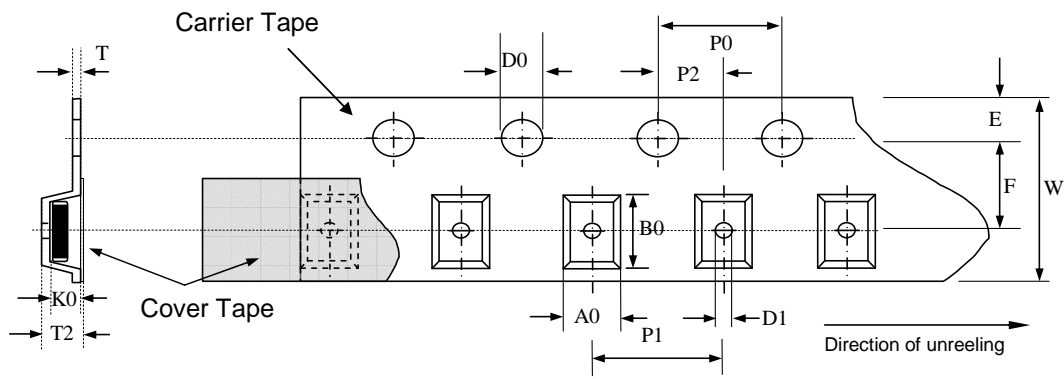 Carrier Tape
T
D0
P0
P2
E
W
F
B0
K0
Cover Tape
T2
A0
D1
P1
Direction of unreeling